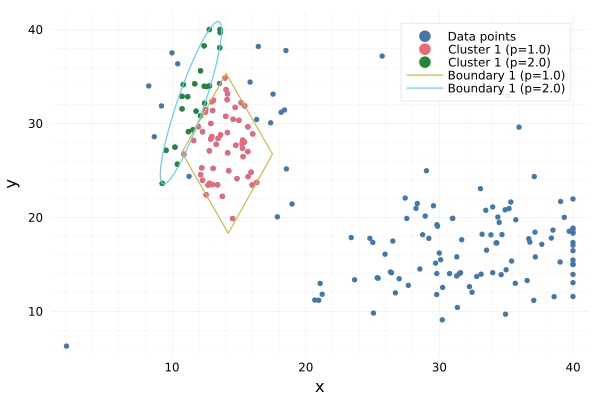 40
30
20
10
y
Data points
Cluster 1 (p=1.0)
Cluster 1 (p=2.0)
Boundary 1 (p=1.0)
Boundary 1 (p=2.0)
10 20 30 40
x